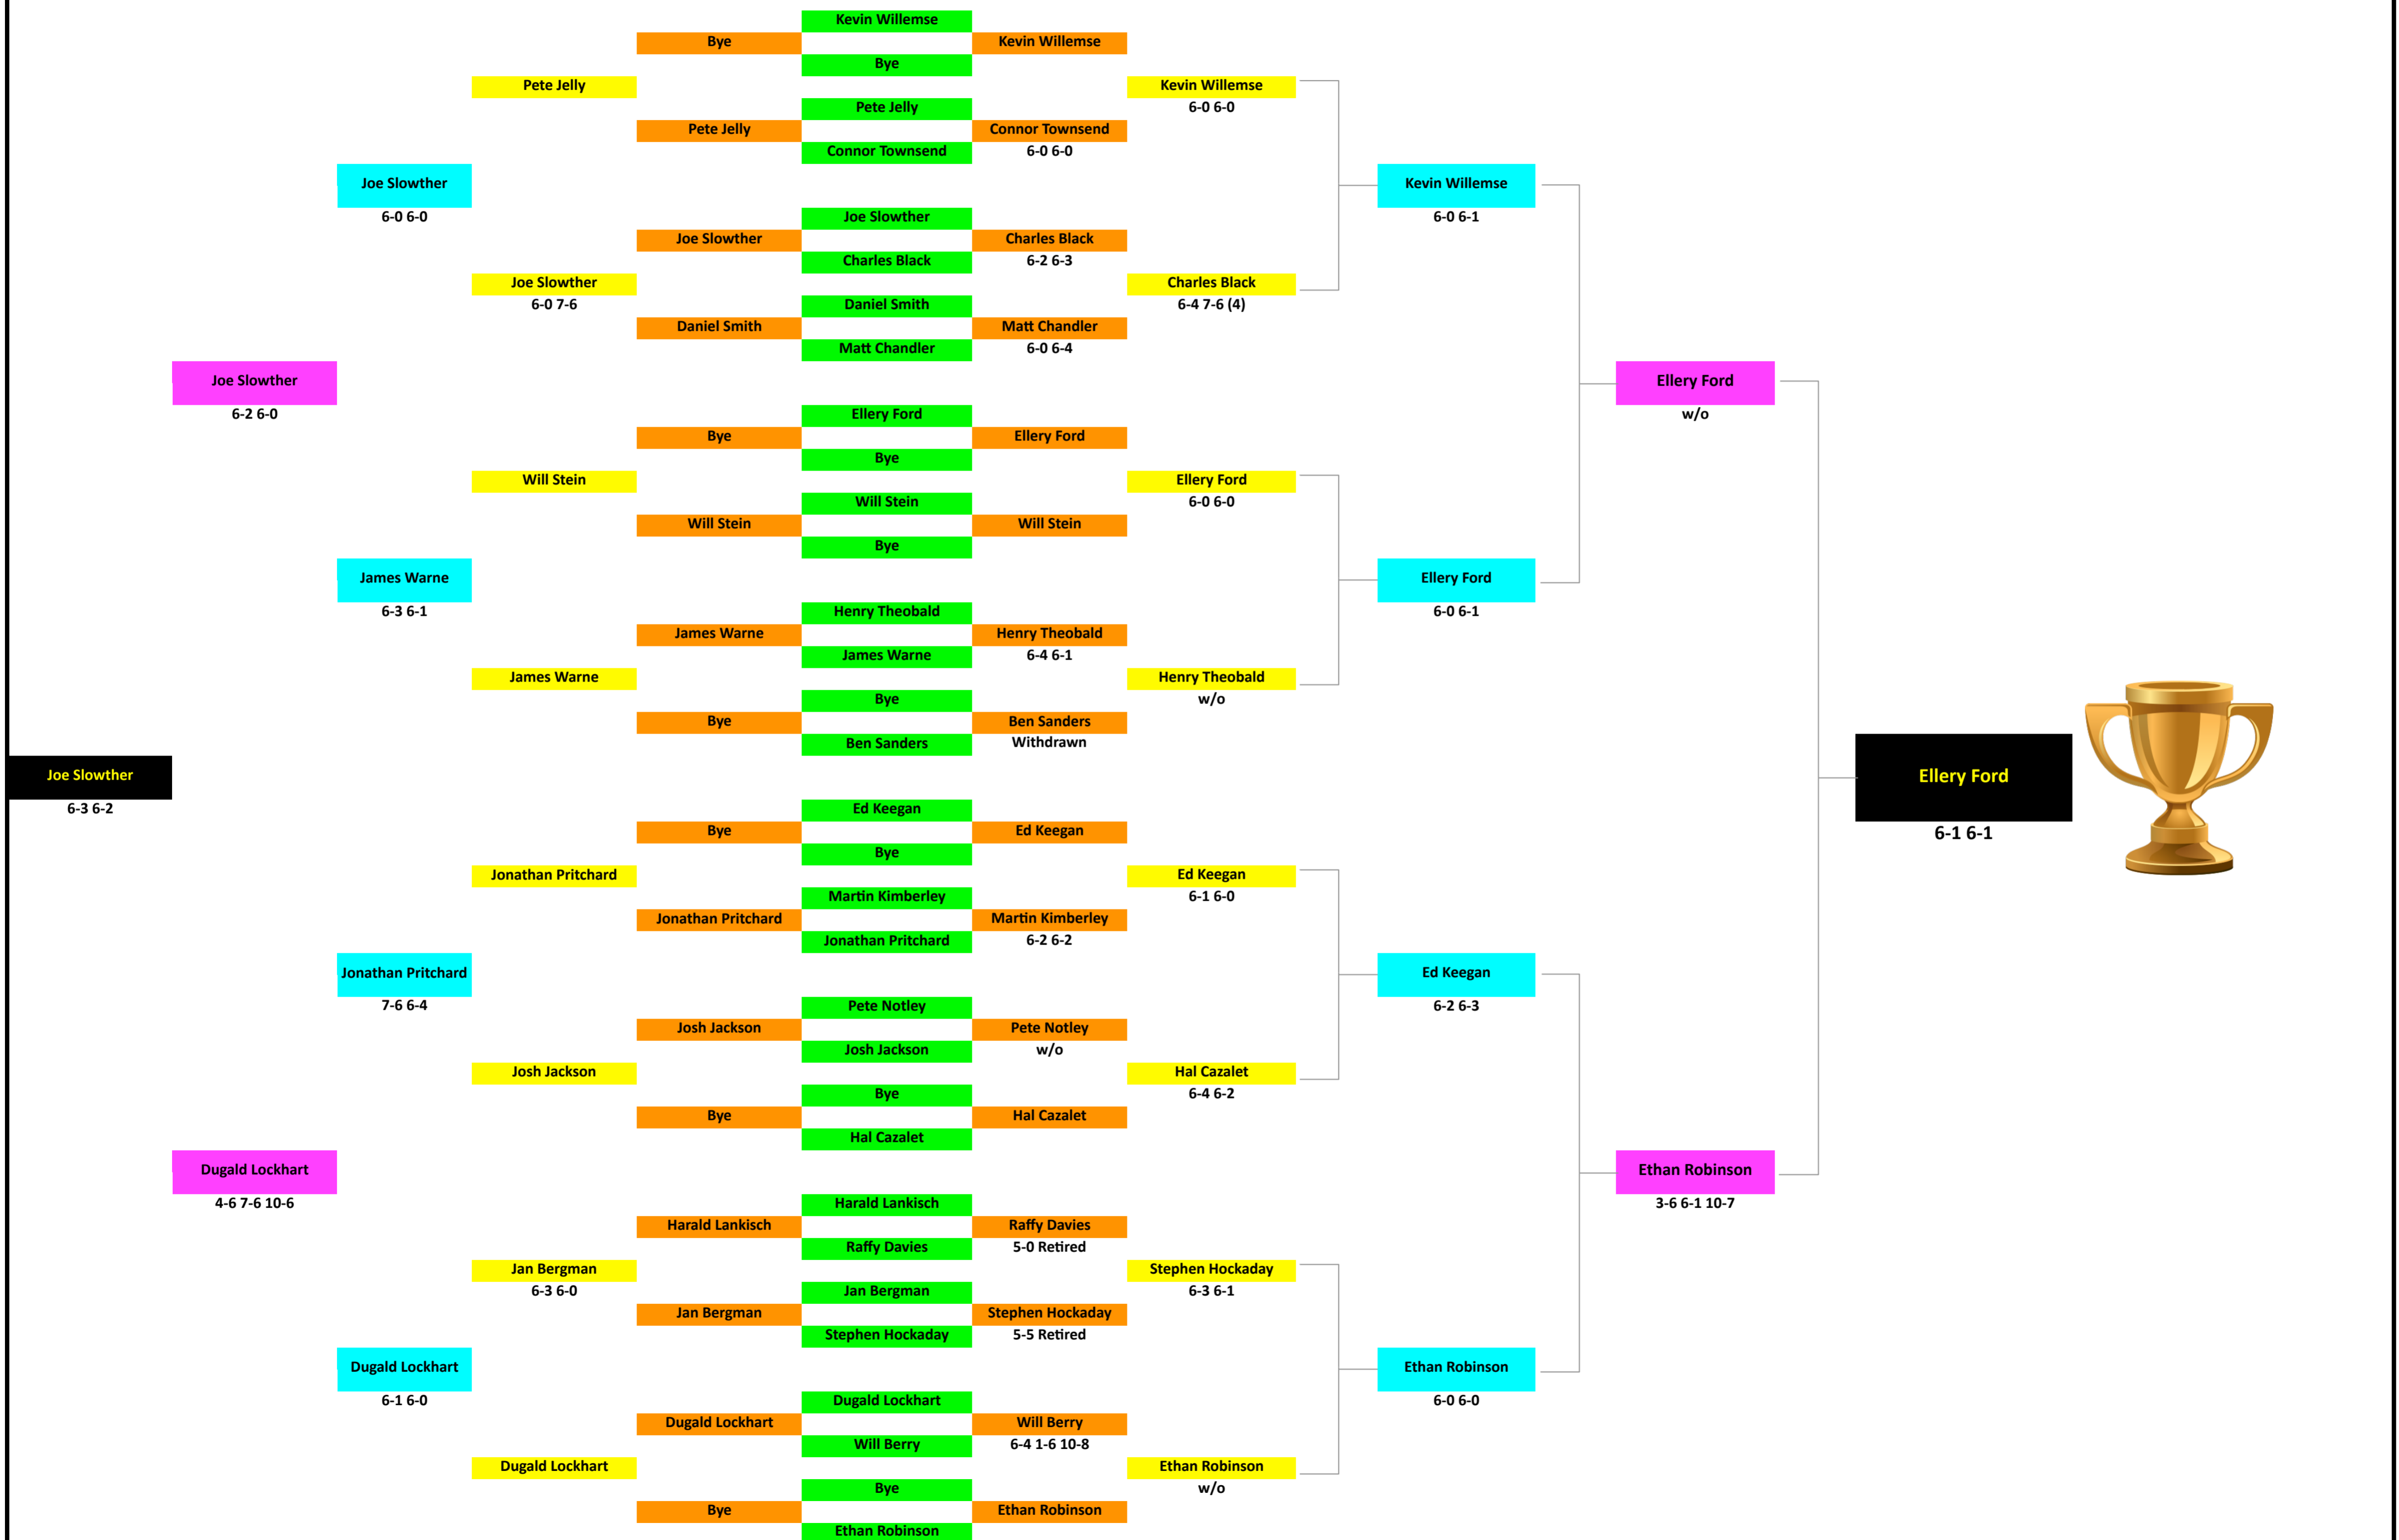 Kevin Willemse
Bye Kevin Willemse
Bye
Pete Jelly Kevin Willemse
Pete Jelly 6-0 6-0
Pete Jelly Connor Townsend
Connor Townsend 6-0 6-0
Joe Slowther Kevin Willemse
6-0 6-0 Joe Slowther 6-0 6-1
Joe Slowther Charles Black
Charles Black 6-2 6-3
Joe Slowther Charles Black
6-0 7-6 Daniel Smith 6-4 7-6 (4)
Daniel Smith Matt Chandler
Matt Chandler 6-0 6-4
Joe Slowther Ellery Ford
6-2 6-0 Ellery Ford w/o
Bye Ellery Ford
Bye
Will Stein Ellery Ford
Will Stein 6-0 6-0
Will Stein Will Stein
Bye
James Warne Ellery Ford
6-3 6-1 Henry Theobald 6-0 6-1
James Warne Henry Theobald
James Warne 6-4 6-1
James Warne Henry Theobald
Bye w/o
Bye Ben Sanders
Ben Sanders Withdrawn
Joe Slowther Ellery Ford
6-3 6-2 Ed Keegan
Bye Ed Keegan 6-1 6-1
Bye
Jonathan Pritchard Ed Keegan
Martin Kimberley 6-1 6-0
Jonathan Pritchard Martin Kimberley
Jonathan Pritchard 6-2 6-2
Jonathan Pritchard Ed Keegan
7-6 6-4 Pete Notley 6-2 6-3
Josh Jackson Pete Notley
Josh Jackson w/o
Josh Jackson Hal Cazalet
Bye 6-4 6-2
Bye Hal Cazalet
Hal Cazalet
Dugald Lockhart Ethan Robinson
4-6 7-6 10-6 Harald Lankisch 3-6 6-1 10-7
Harald Lankisch Raffy Davies
Raffy Davies 5-0 Retired
Jan Bergman Stephen Hockaday
6-3 6-0 Jan Bergman 6-3 6-1
Jan Bergman Stephen Hockaday
Stephen Hockaday 5-5 Retired
Dugald Lockhart Ethan Robinson
6-1 6-0 Dugald Lockhart 6-0 6-0
Dugald Lockhart Will Berry
Will Berry 6-4 1-6 10-8
Dugald Lockhart Ethan Robinson
Bye w/o
Bye Ethan Robinson
Ethan Robinson